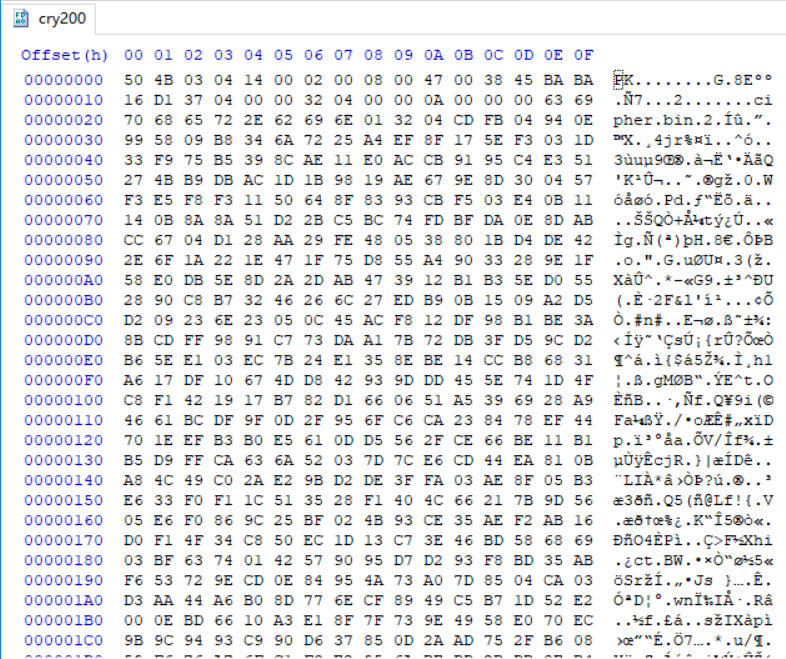 cry200
Offset(h) 00 01 02 03 04 05 06 07 08 09 0A 0B 0C 0D 0E 0F
00000000 50 4B 03 04 14 00 02 00 08 00 47 00 38 45 BA BA PK........G.8Eºº
00000010 16 D1 37 04 00 00 32 04 00 00 0A 00 00 00 63 69 .Ñ7...2.......ci
00000020 70 68 65 72 2E 62 69 6E 01 32 04 CD FB 04 94 0E pher.bin.2.Íû.”.
00000030 99 58 09 B8 34 6A 72 25 A4 EF 8F 17 5E F3 03 1D ™X.¸4jr%¤ï..^ó..
00000040 33 F9 75 B5 39 8C AE 11 E0 AC CB 91 95 C4 E3 51 3ùuµ9Œ®.à¬Ë‘•ÄãQ
00000050 27 4B B9 DB AC 1D 1B 98 19 AE 67 9E 8D 30 04 57 'K¹Û¬..˜.®gž.0.W
00000060 F3 E5 F8 F3 11 50 64 8F 83 93 CB F5 03 E4 0B 11 óåøó.Pd.ƒ“Ëõ.ä..
00000070 14 0B 8A 8A 51 D2 2B C5 BC 74 FD BF DA 0E 8D AB ..ŠŠQÒ+Å¼tý¿Ú..«
00000080 CC 67 04 D1 28 AA 29 FE 48 05 38 80 1B D4 DE 42 Ìg.Ñ(ª)þH.8€.ÔÞB
00000090 2E 6F 1A 22 1E 47 1F 75 D8 55 A4 90 33 28 9E 1F .o.".G.uØU¤.3(ž.
000000A0 58 E0 DB 5E 8D 2A 2D AB 47 39 12 B1 B3 5E D0 55 XàÛ^.*-«G9.±³^ÐU
000000B0 28 90 C8 B7 32 46 26 6C 27 ED B9 0B 15 09 A2 D5 (.È·2F&l'í¹...¢Õ
000000C0 D2 09 23 6E 23 05 0C 45 AC F8 12 DF 98 B1 BE 3A Ò.#n#..E¬ø.ß˜±¾:
000000D0 8B CD FF 98 91 C7 73 DA A1 7B 72 DB 3F D5 9C D2 ‹Íÿ˜‘ÇsÚ¡{rÛ?ÕœÒ
000000E0 B6 5E E1 03 EC 7B 24 E1 35 8E BE 14 CC B8 68 31 ¶^á.ì{$á5Ž¾.Ì¸h1
000000F0 A6 17 DF 10 67 4D D8 42 93 9D DD 45 5E 74 1D 4F ¦.ß.gMØB“.ÝE^t.O
00000100 C8 F1 42 19 17 B7 82 D1 66 06 51 A5 39 69 28 A9 ÈñB..·‚Ñf.Q¥9i(©
00000110 46 61 BC DF 9F 0D 2F 95 6F C6 CA 23 84 78 EF 44 Fa¼ßŸ./•oÆÊ#„xïD
00000120 70 1E EF B3 B0 E5 61 0D D5 56 2F CE 66 BE 11 B1 p.ï³°åa.ÕV/Îf¾.±
00000130 B5 D9 FF CA 63 6A 52 03 7D 7C E6 CD 44 EA 81 0B µÙÿÊcjR.}|æÍDê..
00000140 A8 4C 49 C0 2A E2 9B D2 DE 3F FA 03 AE 8F 05 B3 ¨LIÀ*â›ÒÞ?ú.®..³
00000150 E6 33 F0 F1 1C 51 35 28 F1 40 4C 66 21 7B 9D 56 æ3ðñ.Q5(ñ@Lf!{.V
00000160 05 E6 F0 86 9C 25 BF 02 4B 93 CE 35 AE F2 AB 16 .æð†œ%¿.K“Î5®ò«.
00000170 D0 F1 4F 34 C8 50 EC 1D 13 C7 3E 46 BD 58 68 69 ÐñO4ÈPì..Ç>F½Xhi
00000180 03 BF 63 74 01 42 57 90 95 D7 D2 93 F8 BD 35 AB .¿ct.BW.•×Ò“ø½5«
00000190 F6 53 72 9E CD 0E 84 95 4A 73 A0 7D 85 04 CA 03 öSržÍ.„•Js }….Ê.
000001A0 D3 AA 44 A6 B0 8D 77 6E CF 89 49 C5 B7 1D 52 E2 ÓªD¦°.wnÏ‰IÅ·.Râ
000001B0 00 0E BD 66 10 A3 E1 8F 7F 73 9E 49 58 E0 70 EC ..½f.£á..sžIXàpì
000001C0 9B 9C 94 93 C9 90 D6 37 85 0D 2A AD 75 2F B6 08 ›œ”“É.Ö7….*.u/¶.